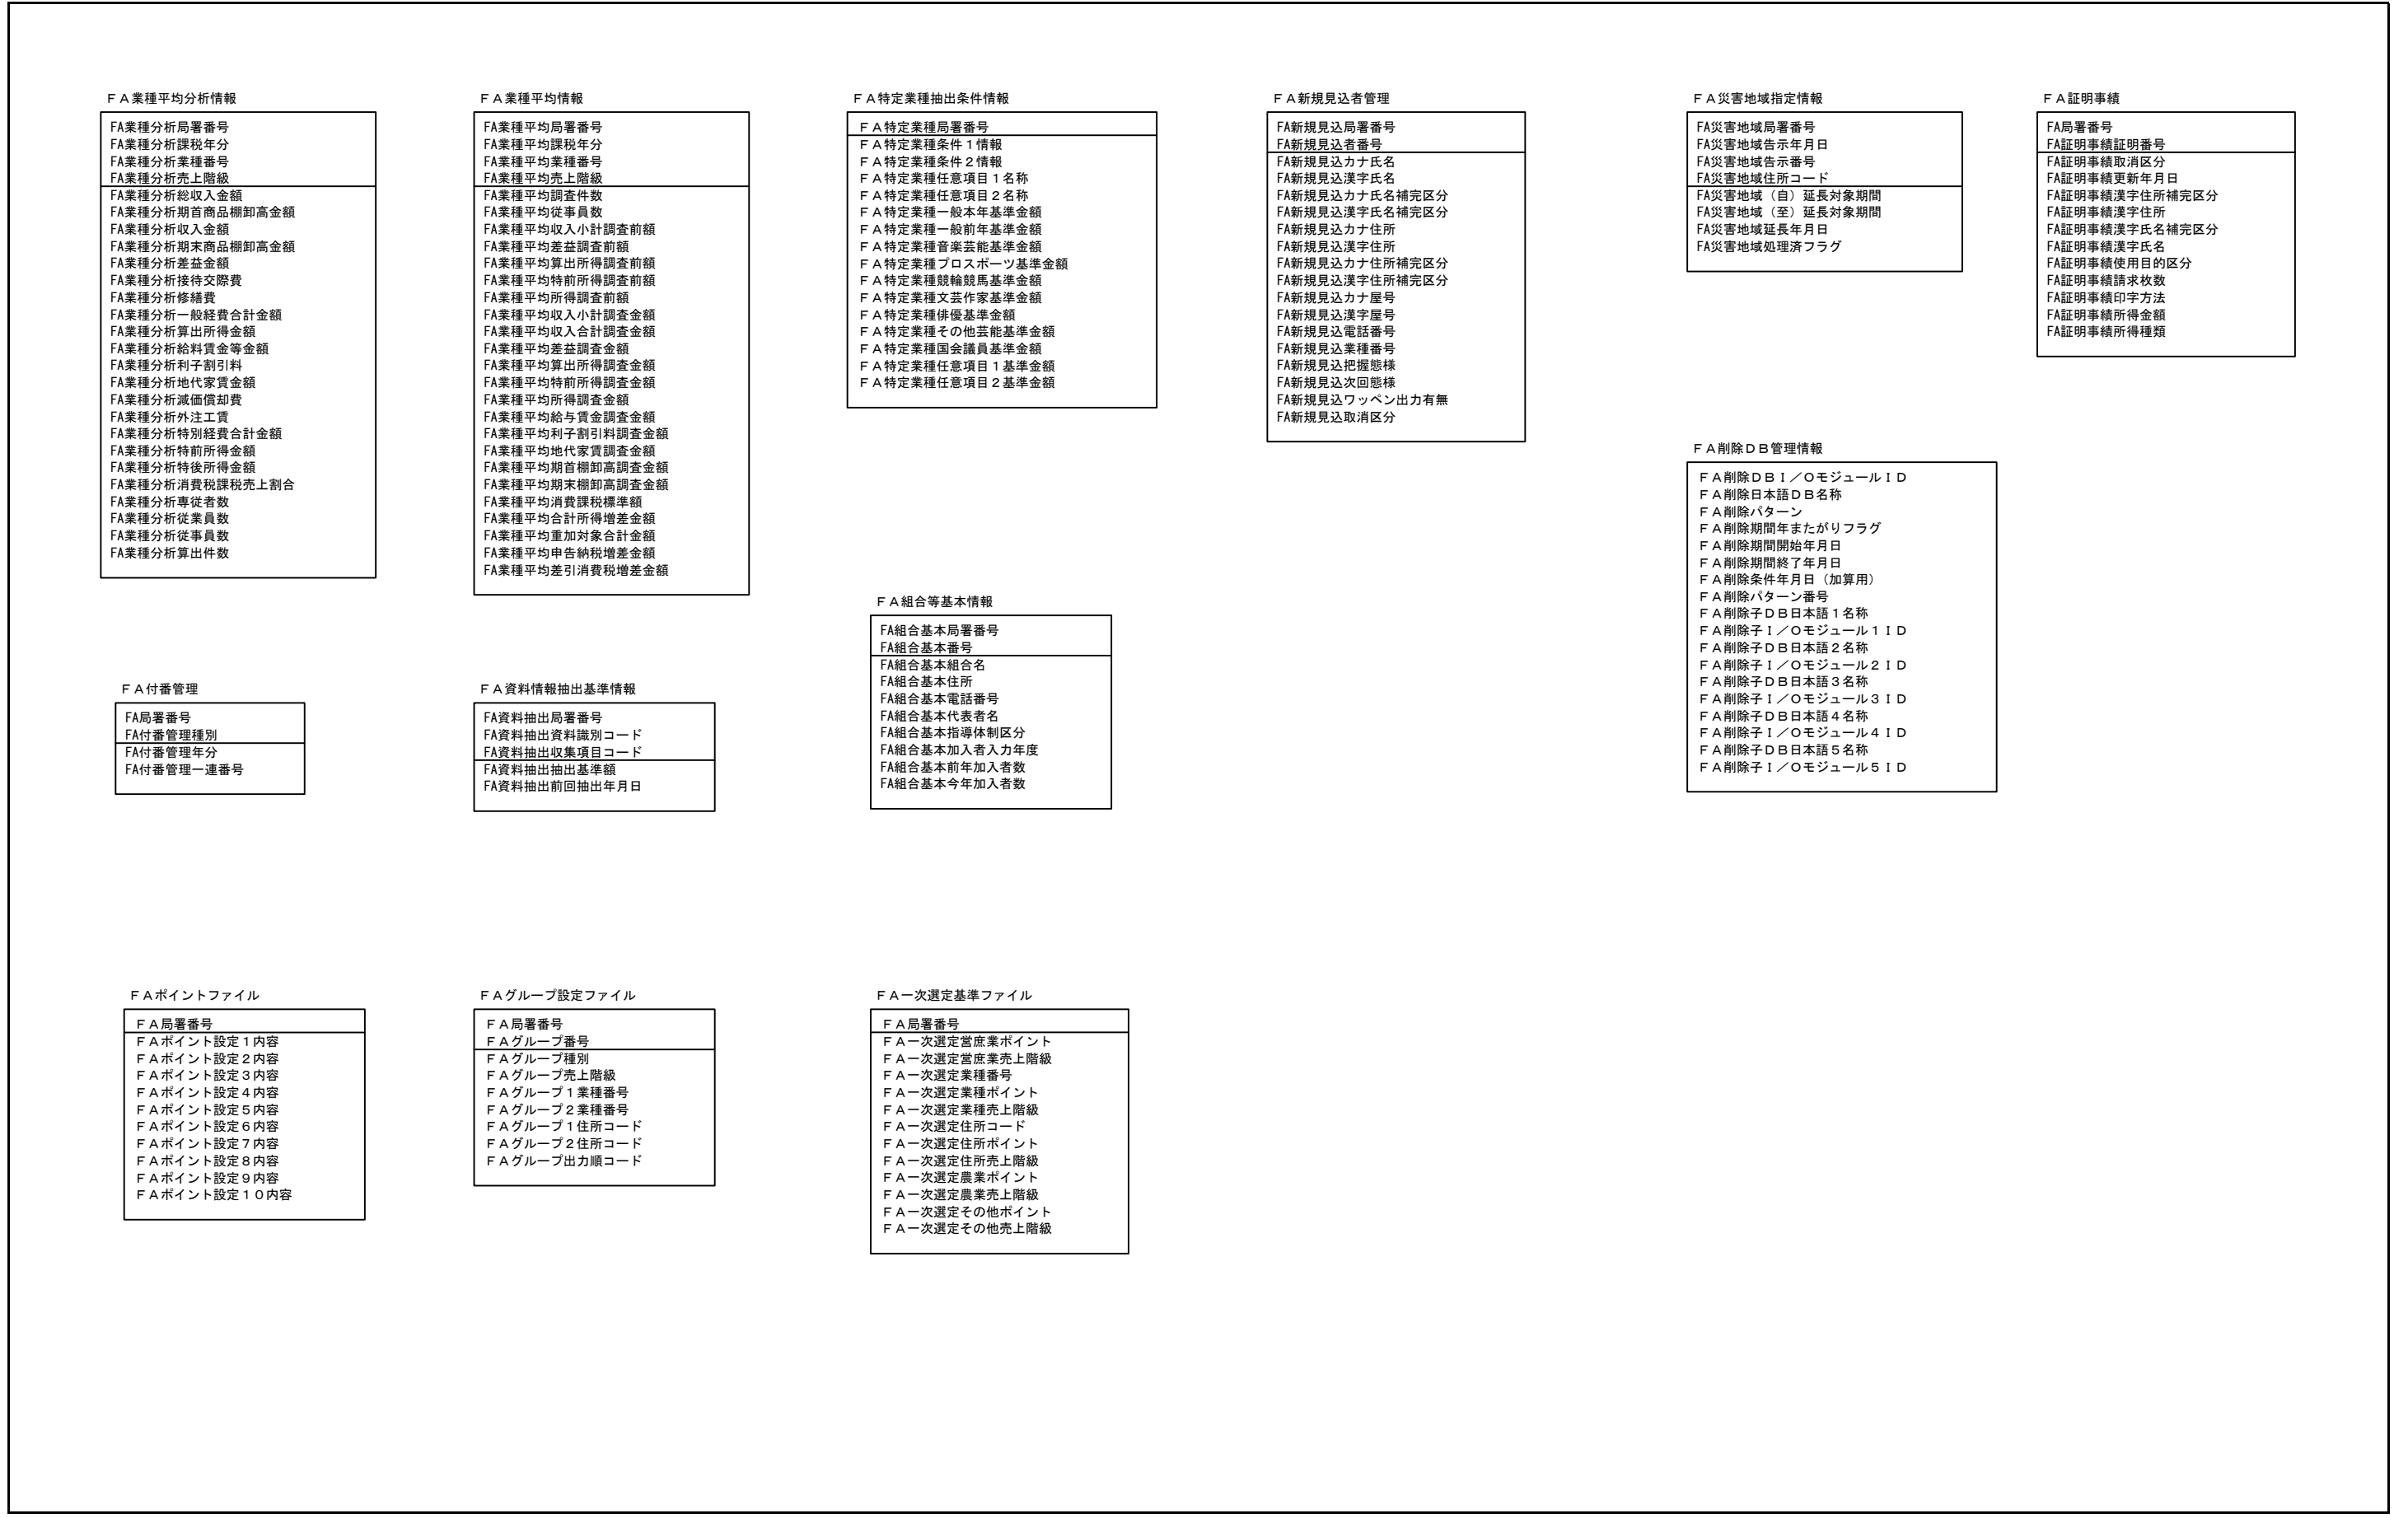 ＦＡ業種平均分析情報
FA業種分析局署番号
FA業種分析課税年分
FA業種分析業種番号
FA業種分析売上階級
FA業種分析総収入金額
FA業種分析期首商品棚卸高金額
FA業種分析収入金額
FA業種分析期末商品棚卸高金額
FA業種分析差益金額
FA業種分析接待交際費
FA業種分析修繕費
FA業種分析一般経費合計金額
FA業種分析算出所得金額
FA業種分析給料賃金等金額
FA業種分析利子割引料
FA業種分析地代家賃金額
FA業種分析減価償却費
FA業種分析外注工賃
FA業種分析特別経費合計金額
FA業種分析特前所得金額
FA業種分析特後所得金額
FA業種分析消費税課税売上割合
FA業種分析専従者数
FA業種分析従業員数
FA業種分析従事員数
FA業種分析算出件数
ＦＡ業種平均情報
FA業種平均局署番号
FA業種平均課税年分
FA業種平均業種番号
FA業種平均売上階級
FA業種平均調査件数
FA業種平均従事員数
FA業種平均収入小計調査前額
FA業種平均差益調査前額
FA業種平均算出所得調査前額
FA業種平均特前所得調査前額
FA業種平均所得調査前額
FA業種平均収入小計調査金額
FA業種平均収入合計調査金額
FA業種平均差益調査金額
FA業種平均算出所得調査金額
FA業種平均特前所得調査金額
FA業種平均所得調査金額
FA業種平均給与賃金調査金額
FA業種平均利子割引料調査金額
FA業種平均地代家賃調査金額
FA業種平均期首棚卸高調査金額
FA業種平均期末棚卸高調査金額
FA業種平均消費課税標準額
FA業種平均合計所得増差金額
FA業種平均重加対象合計金額
FA業種平均申告納税増差金額
FA業種平均差引消費税増差金額
ＦＡ特定業種抽出条件情報
ＦＡ特定業種局署番号
ＦＡ特定業種条件１情報
ＦＡ特定業種条件２情報
ＦＡ特定業種任意項目１名称
ＦＡ特定業種任意項目２名称
ＦＡ特定業種一般本年基準金額
ＦＡ特定業種一般前年基準金額
ＦＡ特定業種音楽芸能基準金額
ＦＡ特定業種プロスポーツ基準金額
ＦＡ特定業種競輪競馬基準金額
ＦＡ特定業種文芸作家基準金額
ＦＡ特定業種俳優基準金額
ＦＡ特定業種その他芸能基準金額
ＦＡ特定業種国会議員基準金額
ＦＡ特定業種任意項目１基準金額
ＦＡ特定業種任意項目２基準金額
ＦＡ新規見込者管理
FA新規見込局署番号
FA新規見込者番号
FA新規見込カナ氏名
FA新規見込漢字氏名
FA新規見込カナ氏名補完区分
FA新規見込漢字氏名補完区分
FA新規見込カナ住所
FA新規見込漢字住所
FA新規見込カナ住所補完区分
FA新規見込漢字住所補完区分
FA新規見込カナ屋号
FA新規見込漢字屋号
FA新規見込電話番号
FA新規見込業種番号
FA新規見込把握態様
FA新規見込次回態様
FA新規見込ワッペン出力有無
FA新規見込取消区分
ＦＡ災害地域指定情報
FA災害地域局署番号
FA災害地域告示年月日
FA災害地域告示番号
FA災害地域住所コード
FA災害地域（自）延長対象期間
FA災害地域（至）延長対象期間
FA災害地域延長年月日
FA災害地域処理済フラグ
ＦＡ証明事績
FA局署番号
FA証明事績証明番号
FA証明事績取消区分
FA証明事績更新年月日
FA証明事績漢字住所補完区分
FA証明事績漢字住所
FA証明事績漢字氏名補完区分
FA証明事績漢字氏名
FA証明事績使用目的区分
FA証明事績請求枚数
FA証明事績印字方法
FA証明事績所得金額
FA証明事績所得種類
ＦＡ削除ＤＢ管理情報
ＦＡ削除ＤＢＩ／ＯモジュールＩＤ
ＦＡ削除日本語ＤＢ名称
ＦＡ削除パターン
ＦＡ削除期間年またがりフラグ
ＦＡ削除期間開始年月日
ＦＡ削除期間終了年月日
ＦＡ削除条件年月日（加算用）
ＦＡ削除パターン番号
ＦＡ削除子ＤＢ日本語１名称
ＦＡ削除子Ｉ／Ｏモジュール１ＩＤ
ＦＡ削除子ＤＢ日本語２名称
ＦＡ削除子Ｉ／Ｏモジュール２ＩＤ
ＦＡ削除子ＤＢ日本語３名称
ＦＡ削除子Ｉ／Ｏモジュール３ＩＤ
ＦＡ削除子ＤＢ日本語４名称
ＦＡ削除子Ｉ／Ｏモジュール４ＩＤ
ＦＡ削除子ＤＢ日本語５名称
ＦＡ削除子Ｉ／Ｏモジュール５ＩＤ
ＦＡ組合等基本情報
FA組合基本局署番号
FA組合基本番号
FA組合基本組合名
FA組合基本住所
FA組合基本電話番号
FA組合基本代表者名
FA組合基本指導体制区分
FA組合基本加入者入力年度
FA組合基本前年加入者数
FA組合基本今年加入者数
ＦＡ付番管理
FA局署番号
FA付番管理種別
FA付番管理年分
FA付番管理一連番号
ＦＡ資料情報抽出基準情報
FA資料抽出局署番号
FA資料抽出資料識別コード
FA資料抽出収集項目コード
FA資料抽出抽出基準額
FA資料抽出前回抽出年月日
ＦＡポイントファイル
ＦＡ局署番号
ＦＡポイント設定１内容
ＦＡポイント設定２内容
ＦＡポイント設定３内容
ＦＡポイント設定４内容
ＦＡポイント設定５内容
ＦＡポイント設定６内容
ＦＡポイント設定７内容
ＦＡポイント設定８内容
ＦＡポイント設定９内容
ＦＡポイント設定１０内容
ＦＡグループ設定ファイル
ＦＡ局署番号
ＦＡグループ番号
ＦＡグループ種別
ＦＡグループ売上階級
ＦＡグループ１業種番号
ＦＡグループ２業種番号
ＦＡグループ１住所コード
ＦＡグループ２住所コード
ＦＡグループ出力順コード
ＦＡ一次選定基準ファイル
ＦＡ局署番号
ＦＡ一次選定営庶業ポイント
ＦＡ一次選定営庶業売上階級
ＦＡ一次選定業種番号
ＦＡ一次選定業種ポイント
ＦＡ一次選定業種売上階級
ＦＡ一次選定住所コード
ＦＡ一次選定住所ポイント
ＦＡ一次選定住所売上階級
ＦＡ一次選定農業ポイント
ＦＡ一次選定農業売上階級
ＦＡ一次選定その他ポイント
ＦＡ一次選定その他売上階級